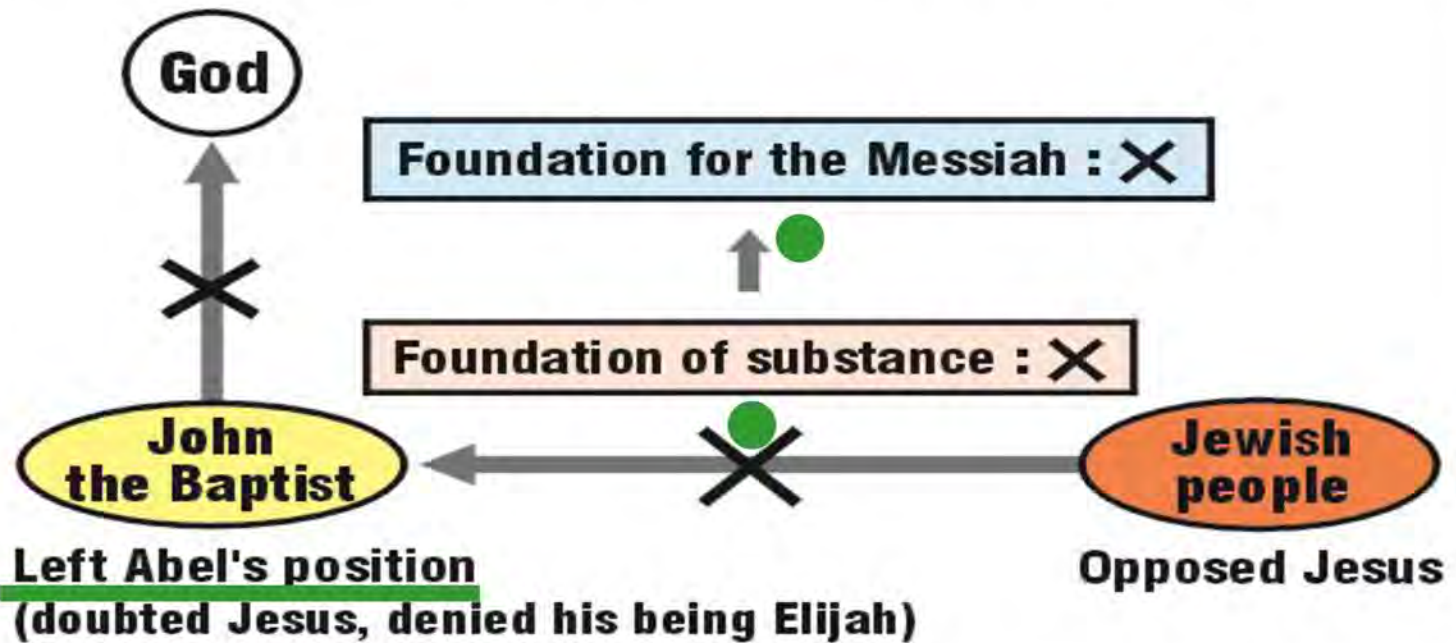 God
Foundation for the Messiah : ✕
Foundation of substance : ✕
John
the Baptist
Jewish
people
Left Abel's position
(doubted Jesus, denied his being Elijah)
Opposed Jesus